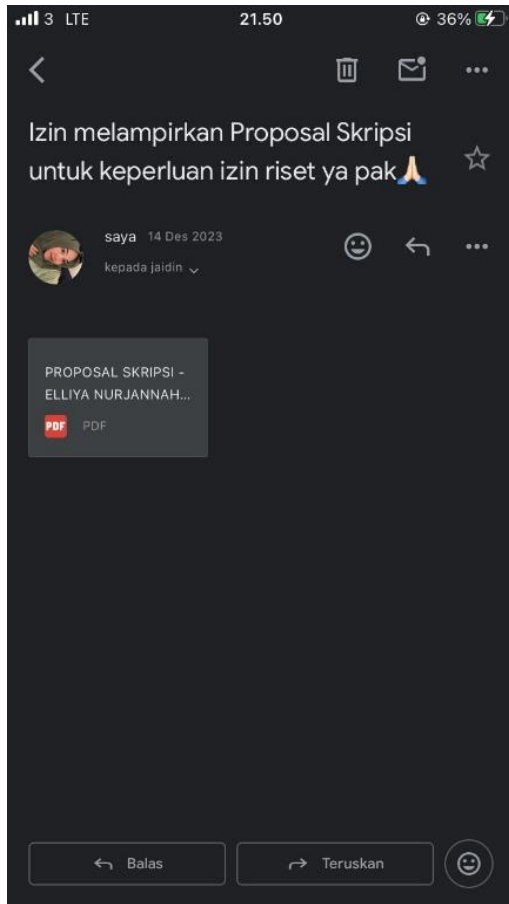 3 LTE 21.50 36%
Izin melampirkan Proposal Skripsi
untuk keperluan izin riset ya pak🙏🏻
saya 14 Des 2023
kepada jaidin
PROPOSAL SKRIPSI -
ELLIYA NURJANNAH...
PDF PDF
Balas Teruskan